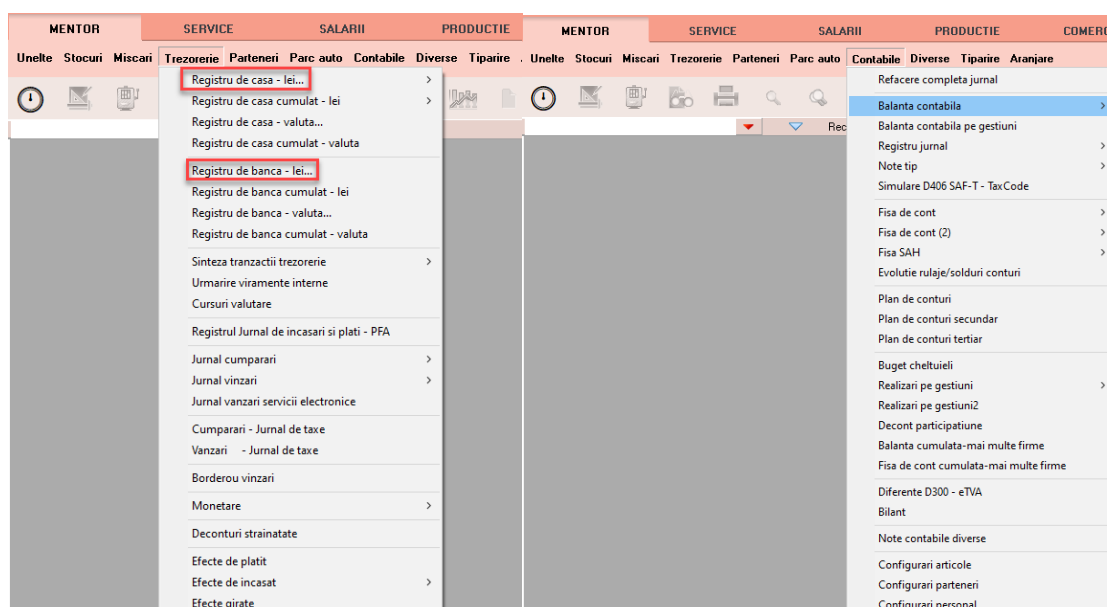 MENTOR SERVICE SALARII PRODUCTIE
Unelte Stocuri Miscari Trezorerie Parteneri Parc auto Contabile Diverse Tiparire
Registru de casa - lei...
Registru de casa cumulat - lei
Registru de casa - valuta...
Registru de casa cumulat - valuta
Registru de banca - lei...
Registru de banca cumulat - lei
Registru de banca - valuta...
Registru de banca cumulat - valuta
Sinteza tranzactii trezorerie
Urmarire viramente interne
Cursuri valutare
Registrul Jurnal de incasari si plati - PFA
Jurnal cumparari
Jurnal vinzari
Jurnal vanzari servicii electronice
Cumparari - Jurnal de taxe
Vanzari - Jurnal de taxe
Borderou vinzari
Monetare
Deconturi strainatate
Efecte de platit
Efecte de incasat
Efecte girate
MENTOR SERVICE SALARII PRODUCTIE COMERC
Unelte Stocuri Miscari Trezorerie Parteneri Parc auto Contabile Diverse Tiparire Aranjare
Rec
Refacere completa jurnal
Balanta contabila
Balanta contabila pe gestiuni
Registru jurnal
Note tip
Simulare D406 SAF-T - TaxCode
Fisa de cont
Fisa de cont (2)
Fisa SAH
Evolutie rulaje/solduri conturi
Plan de conturi
Plan de conturi secundar
Plan de conturi tertiar
Buget cheltuieli
Realizari pe gestiuni
Realizari pe gestiuni2
Decont participatiune
Balanta cumulata-mai multe firme
Fisa de cont cumulata-mai multe firme
Diferente D300 - eTVA
Bilant
Note contabile diverse
Configurari articole
Configurari parteneri
Configurari personal